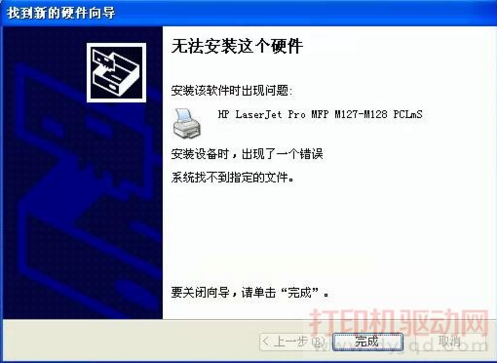 找到新的硬件向导
无法安装这个硬件
安装该软件时出现问题:
HP LaserJet Pro MFP M127-M128 PCLmS
安装设备时，出现了一个错误
系统找不到指定的文件。
要关闭向导，请单击“完成”。
<上一步(B) 完成 取消
打印机驱动网